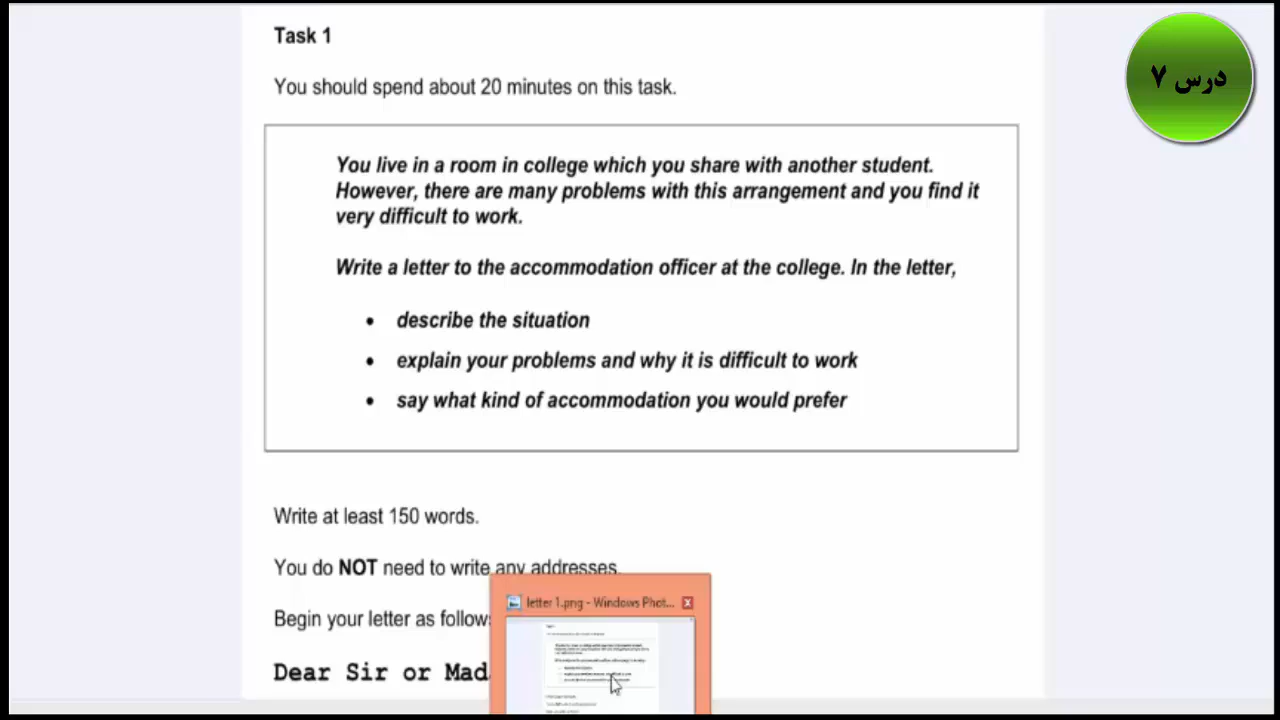 Task 1
درس ۷
You should spend about 20 minutes on this task.
You live in a room in college which you share with another student.
However, there are many problems with this arrangement and you find it
very difficult to work.
Write a letter to the accommodation officer at the college. In the letter,
• describe the situation
• explain your problems and why it is difficult to work
• say what kind of accommodation you would prefer
Write at least 150 words.
You do NOT need to write any addresses.
letter 1.png - Windows Phot...
Begin your letter as follows
Dear Sir or Mad